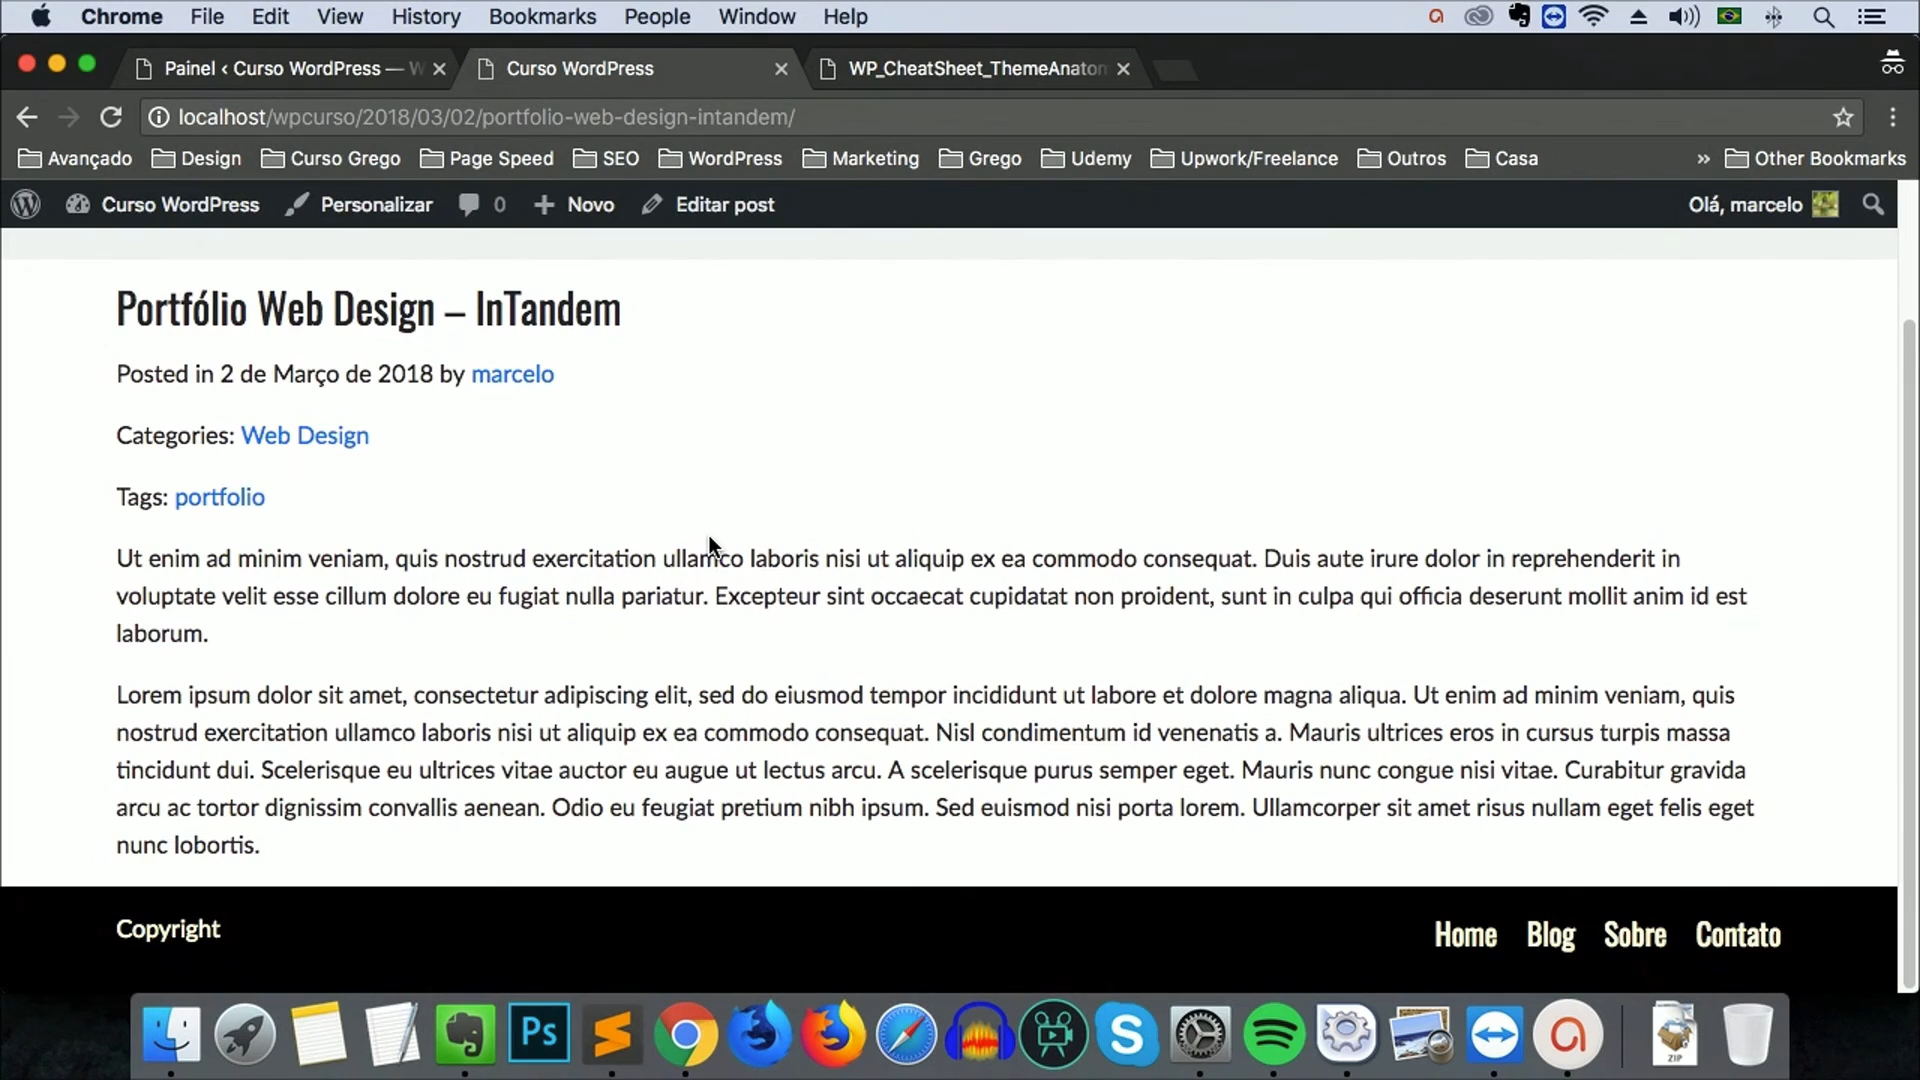 Chrome File Edit View History Bookmarks People Window Help
Painel ‹ Curso WordPress — W
Curso WordPress
WP_CheatSheet_ThemeAnaton
localhost/wpcurso/2018/03/02/portfolio-web-design-intandem/
Avançado Design Curso Grego Page Speed SEO WordPress Marketing Grego Udemy Upwork/Freelance Outros Casa » Other Bookmarks
Curso WordPress Personalizar 0 Novo Editar post Olá, marcelo
Portfólio Web Design – InTandem
Posted in 2 de Março de 2018 by marcelo
Categories: Web Design
Tags: portfolio
Ut enim ad minim veniam, quis nostrud exercitation ullamco laboris nisi ut aliquip ex ea commodo consequat. Duis aute irure dolor in reprehenderit in
voluptate velit esse cillum dolore eu fugiat nulla pariatur. Excepteur sint occaecat cupidatat non proident, sunt in culpa qui officia deserunt mollit anim id est
laborum.
Lorem ipsum dolor sit amet, consectetur adipiscing elit, sed do eiusmod tempor incididunt ut labore et dolore magna aliqua. Ut enim ad minim veniam, quis
nostrud exercitation ullamco laboris nisi ut aliquip ex ea commodo consequat. Nisl condimentum id venenatis a. Mauris ultrices eros in cursus turpis massa
tincidunt dui. Scelerisque eu ultrices vitae auctor eu augue ut lectus arcu. A scelerisque purus semper eget. Mauris nunc congue nisi vitae. Curabitur gravida
arcu ac tortor dignissim convallis aenean. Odio eu feugiat pretium nibh ipsum. Sed euismod nisi porta lorem. Ullamcorper sit amet risus nullam eget felis eget
nunc lobortis.
Copyright
Home Blog Sobre Contato
Ps
ZIP